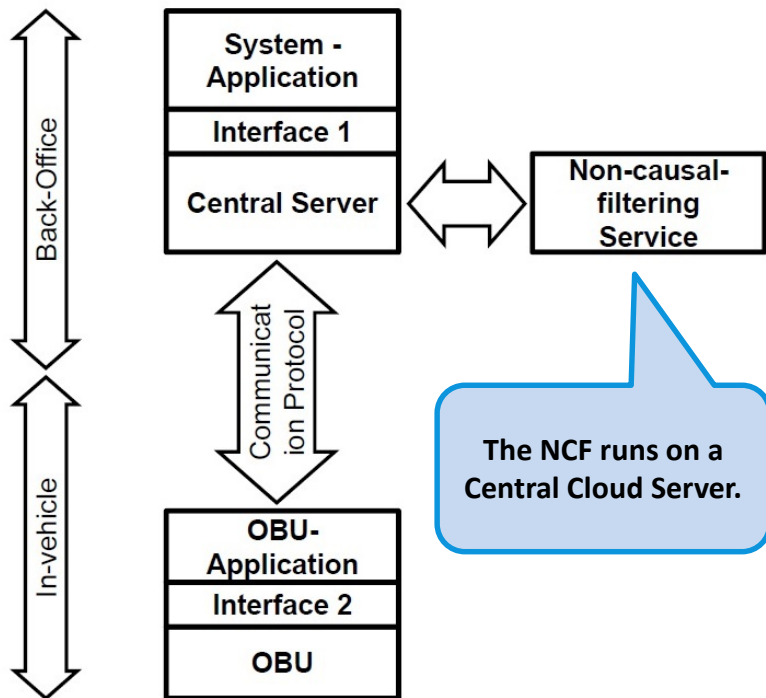 System -
Application
Interface 1
Central Server
Non-causal-
filtering
Service
Back-Office
Communicat
ion Protocol
The NCF runs on a
Central Cloud Server.
In-vehicle
OBU-
Application
Interface 2
OBU